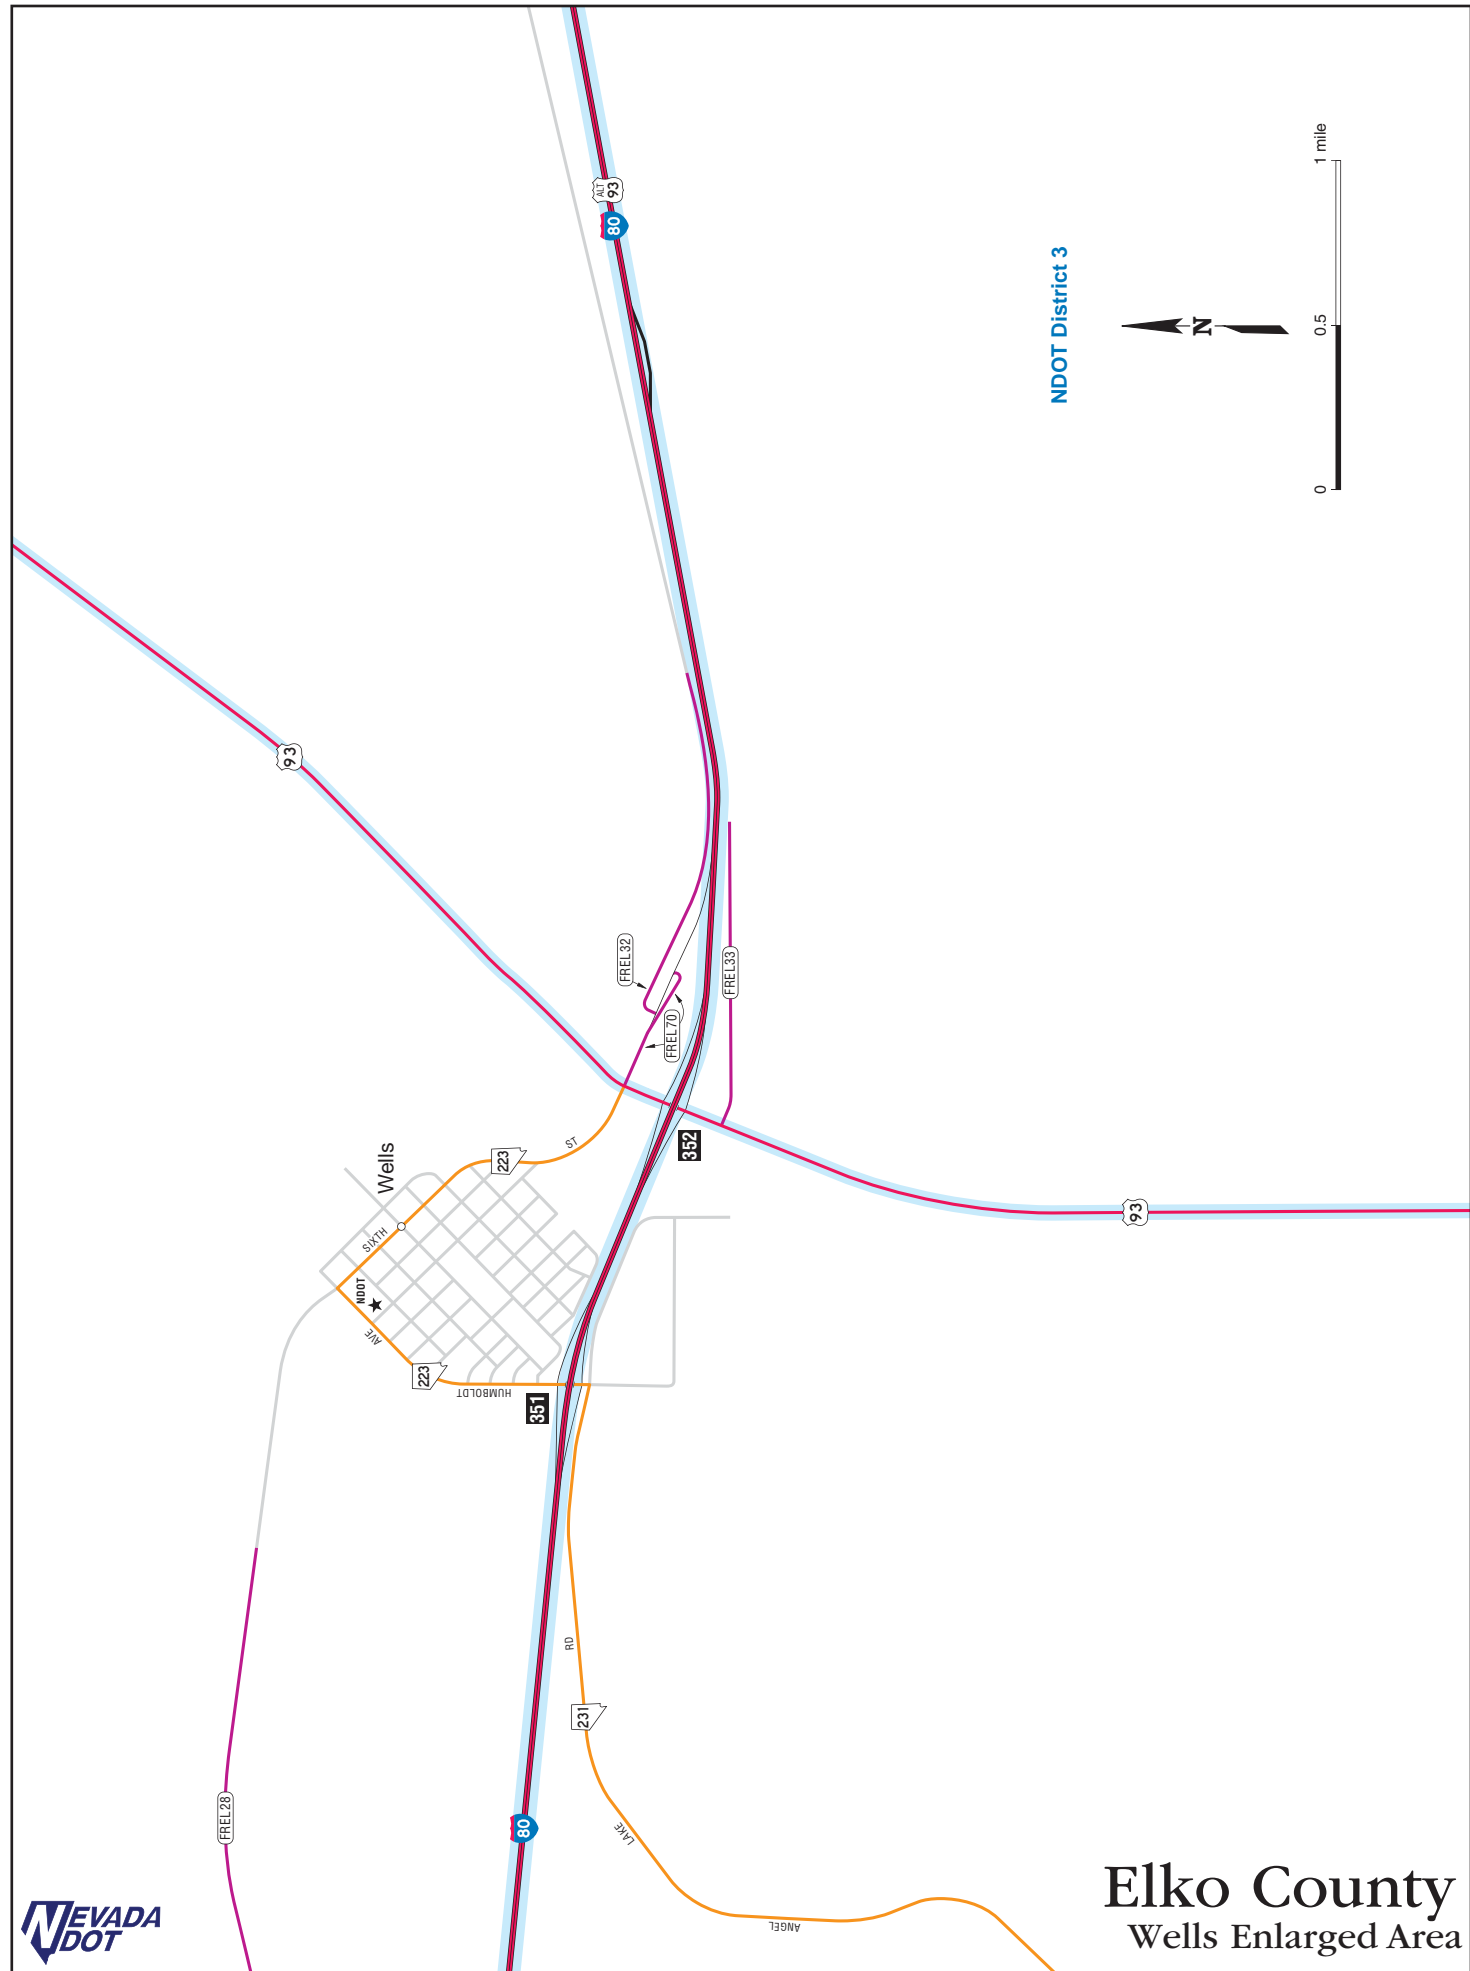 ALT
93
80
1 mile
0.5
0
NDOT District 3
N
93
FREL32
FREL33
FREL70
352
Wells
223
ST
SIXTH
NDOT
AVE
223
HUMBOLDT
351
93
RD
231
LAKE
ANGEL
FREL28
80
NEVADA
DOT
Elko County
Wells Enlarged Area